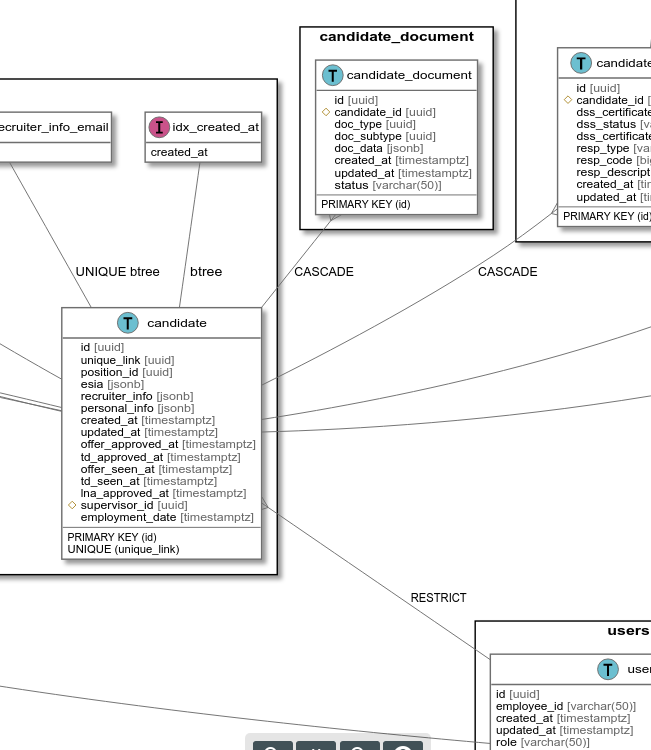 candidate_document
candidate_document
id [uuid]
candidate_id [uuid]
doc_type [uuid]
doc_subtype [uuid]
doc_data [jsonb]
created_at [timestamptz]
updated_at [timestamptz]
status [varchar(50)]
PRIMARY KEY (id)
candidate
id [uuid]
candidate_id [
dss_certificate
dss_status [va
dss_certificate
resp_type [var
resp_code [big
resp_descript
created_at [tim
updated_at [tim
PRIMARY KEY (id)
ecruiter_info_email
I idx_created_at
created_at
UNIQUE btree
btree
CASCADE
CASCADE
T candidate
id [uuid]
unique_link [uuid]
position_id [uuid]
esia [jsonb]
recruiter_info [jsonb]
personal_info [jsonb]
created_at [timestamptz]
updated_at [timestamptz]
offer_approved_at [timestamptz]
td_approved_at [timestamptz]
offer_seen_at [timestamptz]
td_seen_at [timestamptz]
lna_approved_at [timestamptz]
supervisor_id [uuid]
employment_date [timestamptz]
PRIMARY KEY (id)
UNIQUE (unique_link)
RESTRICT
users
T user
id [uuid]
employee_id [varchar(50)]
created_at [timestamptz]
updated_at [timestamptz]
role [varchar(50)]